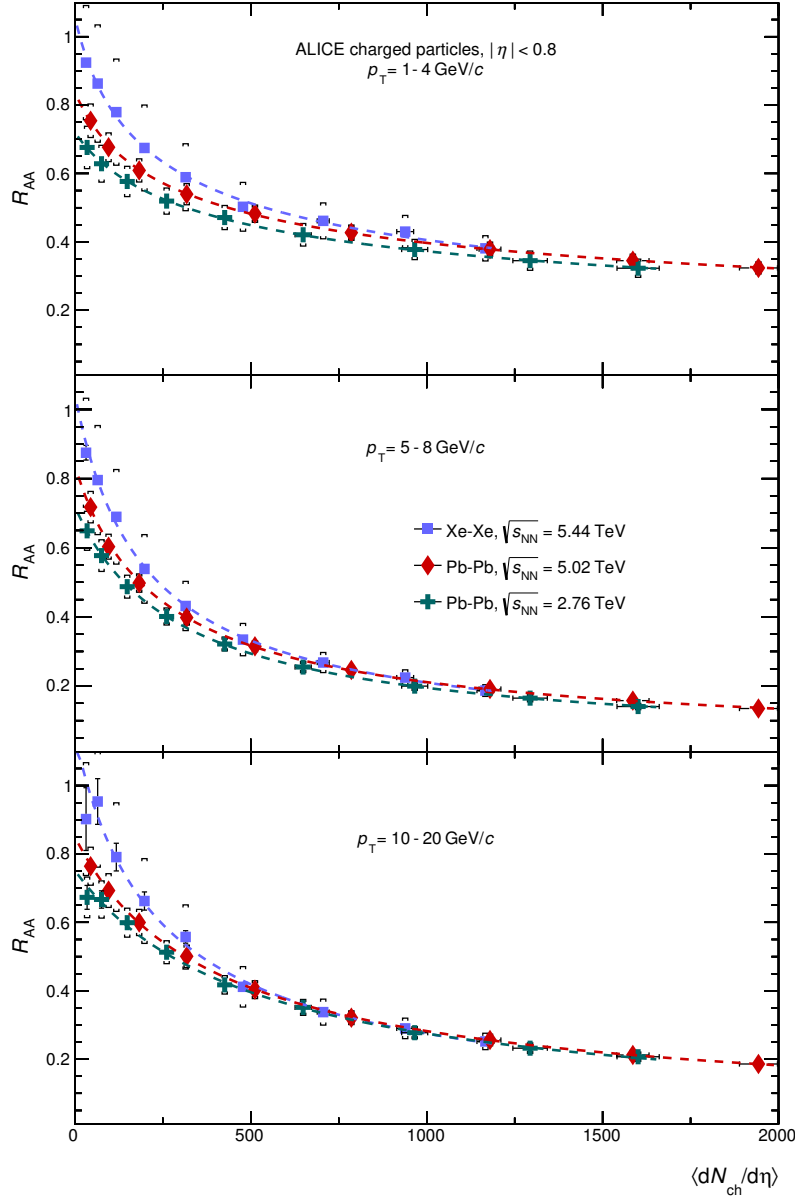 ALICE charged particles, | η | < 0.8
p_T = 1 - 4 GeV/c
R_AA
1
0.8
0.6
0.4
0.2
p_T = 5 - 8 GeV/c
R_AA
1
0.8
0.6
0.4
0.2
Xe-Xe, √s_NN = 5.44 TeV
Pb-Pb, √s_NN = 5.02 TeV
Pb-Pb, √s_NN = 2.76 TeV
p_T = 10 - 20 GeV/c
R_AA
1
0.8
0.6
0.4
0.2
0 500 1000 1500 2000
⟨dN_ch/dη⟩